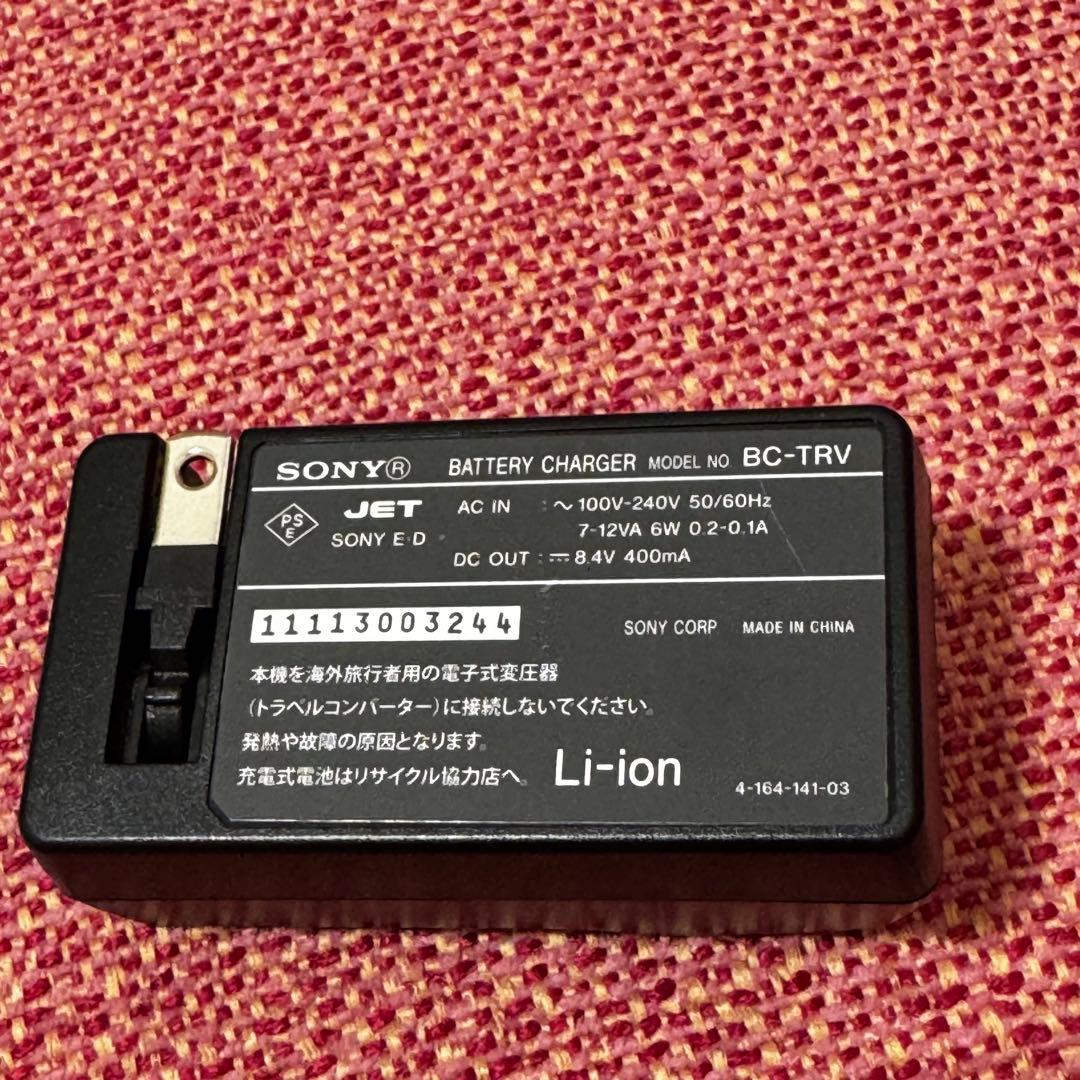 SONY® BATTERY CHARGER MODEL NO. BC-TRV
PS E JET AC IN : ~ 100V-240V 50/60Hz
SONY E·D 7-12VA 6W 0.2-0.1A
DC OUT : ⎓ 8.4V 400mA
11113003244 SONY CORP MADE IN CHINA
本機を海外旅行者用の電子式変圧器
(トラベルコンバーター)に接続しないでください。
発熱や故障の原因となります。
充電式電池はリサイクル協力店へ。 Li-ion 4-164-141-03